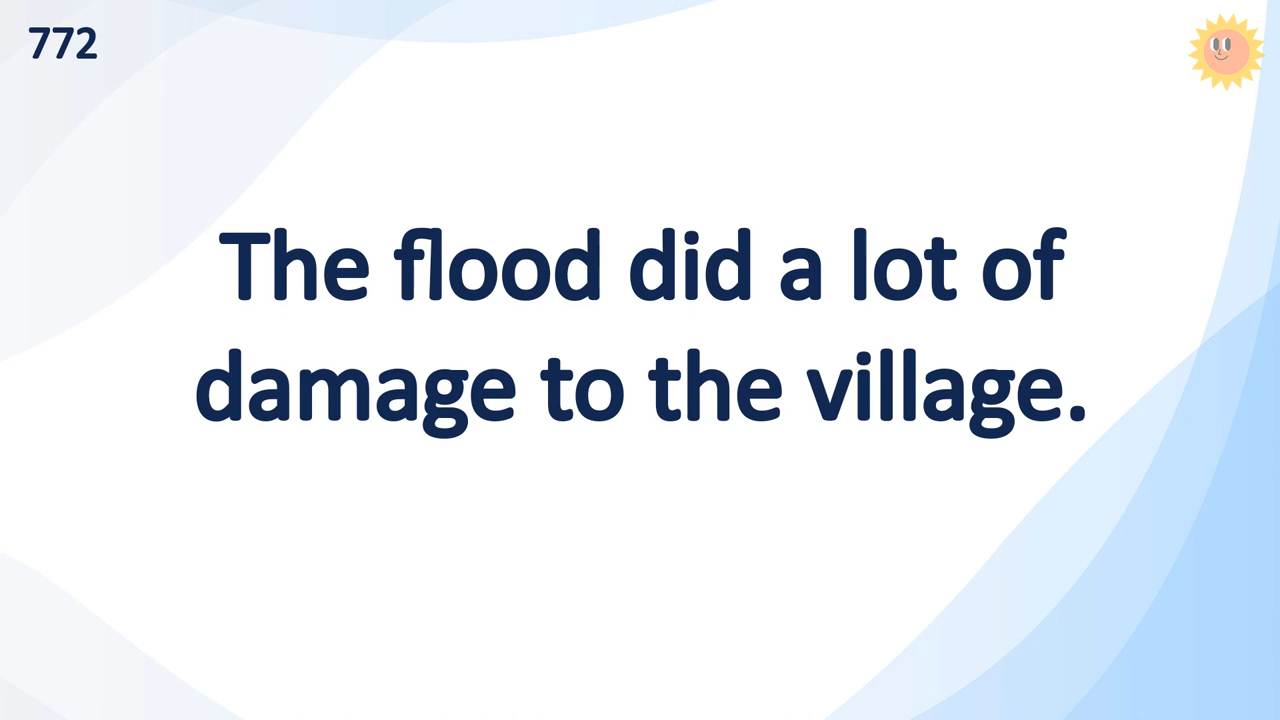 772
The flood did a lot of
damage to the village.